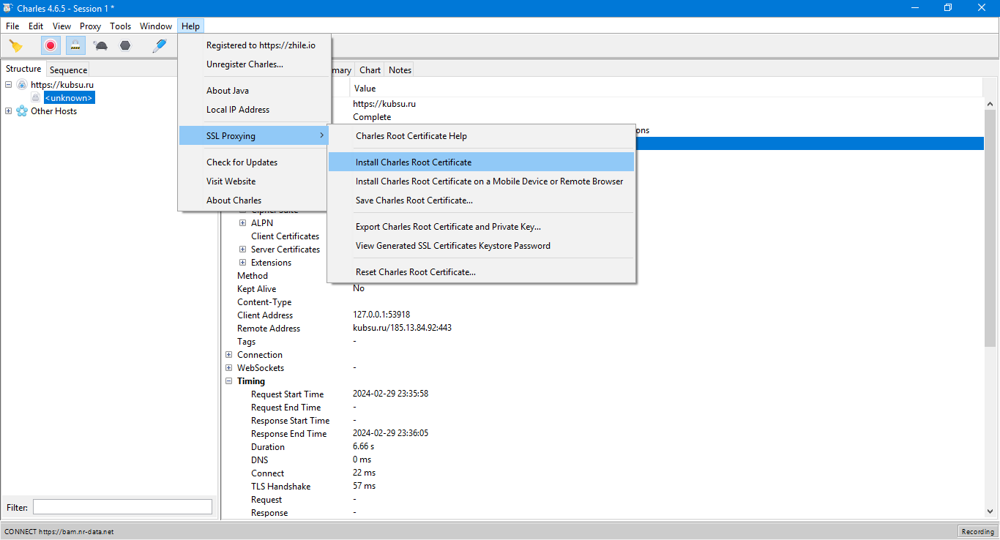 Charles 4.6.5 - Session 1 *
File Edit View Proxy Tools Window Help
Registered to https://zhile.io
Unregister Charles...
About Java
Local IP Address
SSL Proxying
Check for Updates
Visit Website
About Charles
Charles Root Certificate Help
Install Charles Root Certificate
Install Charles Root Certificate on a Mobile Device or Remote Browser
Save Charles Root Certificate...
Export Charles Root Certificate and Private Key...
View Generated SSL Certificates Keystore Password
Reset Charles Root Certificate...
Structure Sequence
https://kubsu.ru
<unknown>
Other Hosts
Filter:
mary Chart Notes
Value
https://kubsu.ru
Complete
ons
Cipher Suite
ALPN
Client Certificates
Server Certificates
Extensions
Method
Kept Alive No
Content-Type
Client Address 127.0.0.1:53918
Remote Address kubsu.ru/185.13.84.92:443
Tags -
Connection
WebSockets -
Timing
Request Start Time 2024-02-29 23:35:58
Request End Time -
Response Start Time -
Response End Time 2024-02-29 23:36:05
Duration 6.66 s
DNS 0 ms
Connect 22 ms
TLS Handshake 57 ms
Request -
Response -
CONNECT https://bam.nr-data.net
Recording